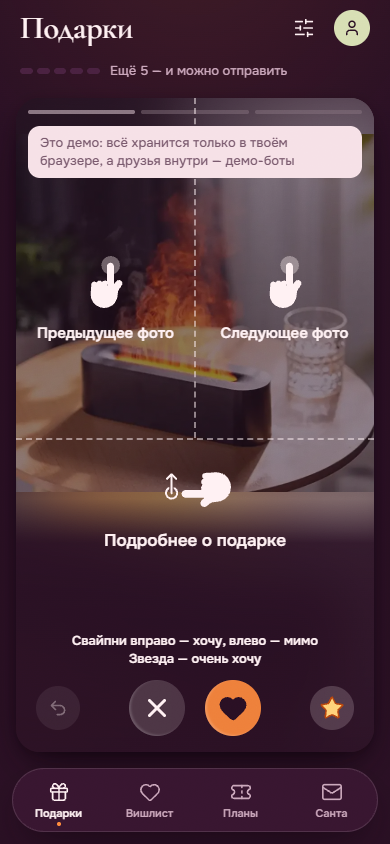 Подарки
Ещё 5 — и можно отправить
Это демо: всё хранится только в твоём
браузере, а друзья внутри — демо-боты
Предыдущее фото
Следующее фото
Подробнее о подарке
Свайпни вправо — хочу, влево — мимо
Звезда — очень хочу
Подарки
Вишлист
Планы
Санта